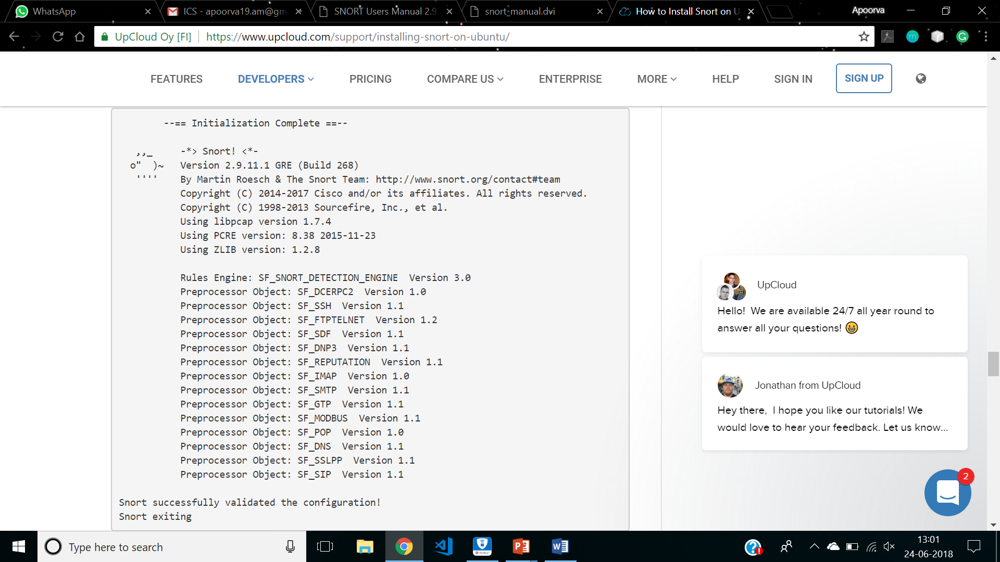 WhatsApp
ICS - apoorva19.am@gm
SNORT Users Manual 2.9
snort_manual.dvi
How to Install Snort on U
Apoorva
UpCloud Oy [FI]
https://www.upcloud.com/support/installing-snort-on-ubuntu/
FEATURES
DEVELOPERS
PRICING
COMPARE US
ENTERPRISE
MORE
HELP
SIGN IN
SIGN UP
--== Initialization Complete ==--
,,_     -*> Snort! <*-
o"  )~   Version 2.9.11.1 GRE (Build 268)
''''    By Martin Roesch & The Snort Team: http://www.snort.org/contact#team
Copyright (C) 2014-2017 Cisco and/or its affiliates. All rights reserved.
Copyright (C) 1998-2013 Sourcefire, Inc., et al.
Using libpcap version 1.7.4
Using PCRE version: 8.38 2015-11-23
Using ZLIB version: 1.2.8
Rules Engine: SF_SNORT_DETECTION_ENGINE  Version 3.0
Preprocessor Object: SF_DCERPC2  Version 1.0
Preprocessor Object: SF_SSH  Version 1.1
Preprocessor Object: SF_FTPTELNET  Version 1.2
Preprocessor Object: SF_SDF  Version 1.1
Preprocessor Object: SF_DNP3  Version 1.1
Preprocessor Object: SF_REPUTATION  Version 1.1
Preprocessor Object: SF_IMAP  Version 1.0
Preprocessor Object: SF_SMTP  Version 1.1
Preprocessor Object: SF_GTP  Version 1.1
Preprocessor Object: SF_MODBUS  Version 1.1
Preprocessor Object: SF_POP  Version 1.0
Preprocessor Object: SF_DNS  Version 1.1
Preprocessor Object: SF_SSLPP  Version 1.1
Preprocessor Object: SF_SIP  Version 1.1
Snort successfully validated the configuration!
Snort exiting
UpCloud
Hello!  We are available 24/7 all year round to
answer all your questions! 😀
Jonathan from UpCloud
Hey there,  I hope you like our tutorials! We
would love to hear your feedback. Let us know...
2
Type here to search
13:01
24-06-2018